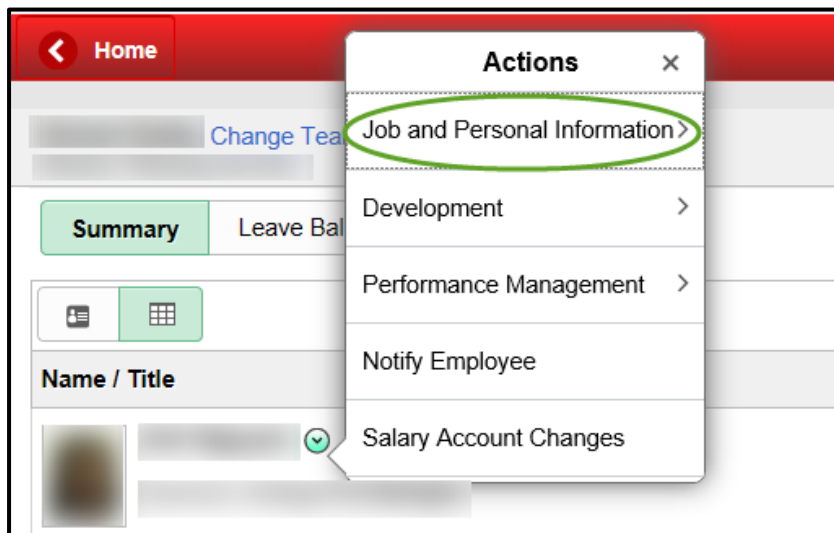 Home
Actions ×
Job and Personal Information
Change Tea
Development
Summary
Leave Bal
Performance Management
Name / Title
Notify Employee
Salary Account Changes